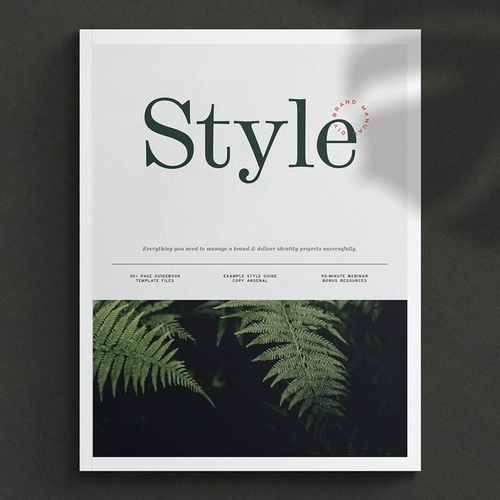 Style
DIY BRAND MANUAL
Everything you need to manage a brand & deliver identity projects successfully.
30+ PAGE GUIDEBOOK
TEMPLATE FILES
EXAMPLE STYLE GUIDE
COPY ARSENAL
90-MINUTE WEBINAR
BONUS RESOURCES